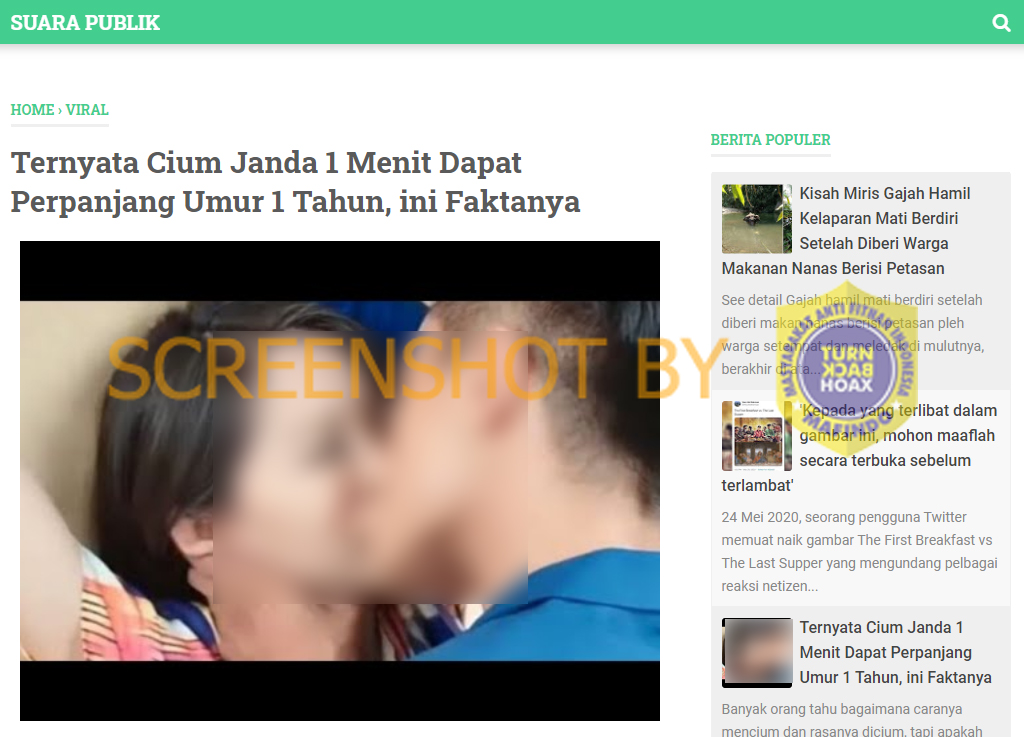 SUARA PUBLIK
HOME › VIRAL
Ternyata Cium Janda 1 Menit Dapat
Perpanjang Umur 1 Tahun, ini Faktanya
SCREENSHOT BY
BERITA POPULER
Kisah Miris Gajah Hamil
Kelaparan Mati Berdiri
Setelah Diberi Warga
Makanan Nanas Berisi Petasan
See detail Gajah hamil mati berdiri setelah
diberi makan nanas berisi petasan pleh
warga setempat dan meledak di mulutnya,
berakhir di ata...
MASYARAKAT ANTI FITNAH INDONESIA
TURN
BACK
HOAX
MAFINDO
'Kepada yang terlibat dalam
gambar ini, mohon maaflah
secara terbuka sebelum
terlambat'
24 Mei 2020, seorang pengguna Twitter
memuat naik gambar The First Breakfast vs
The Last Supper yang mengundang pelbagai
reaksi netizen...
Ternyata Cium Janda 1
Menit Dapat Perpanjang
Umur 1 Tahun, ini Faktanya
Banyak orang tahu bagaimana caranya
mencium dan rasanya dicium, tapi apakah